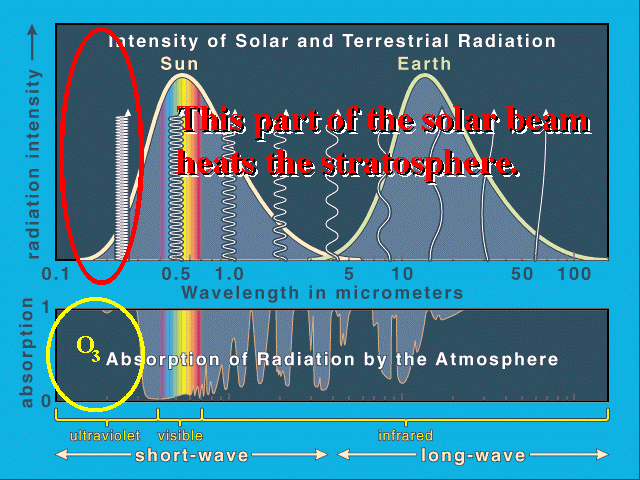 Intensity of Solar and Terrestrial Radiation
Sun
Earth
This part of the solar beam
heats the stratosphere.
radiation intensity
0.1 0.5 1.0 5 10 50 100
Wavelength in micrometers
absorption
1
O3
Absorption of Radiation by the Atmosphere
0
ultraviolet visible infrared
short-wave long-wave